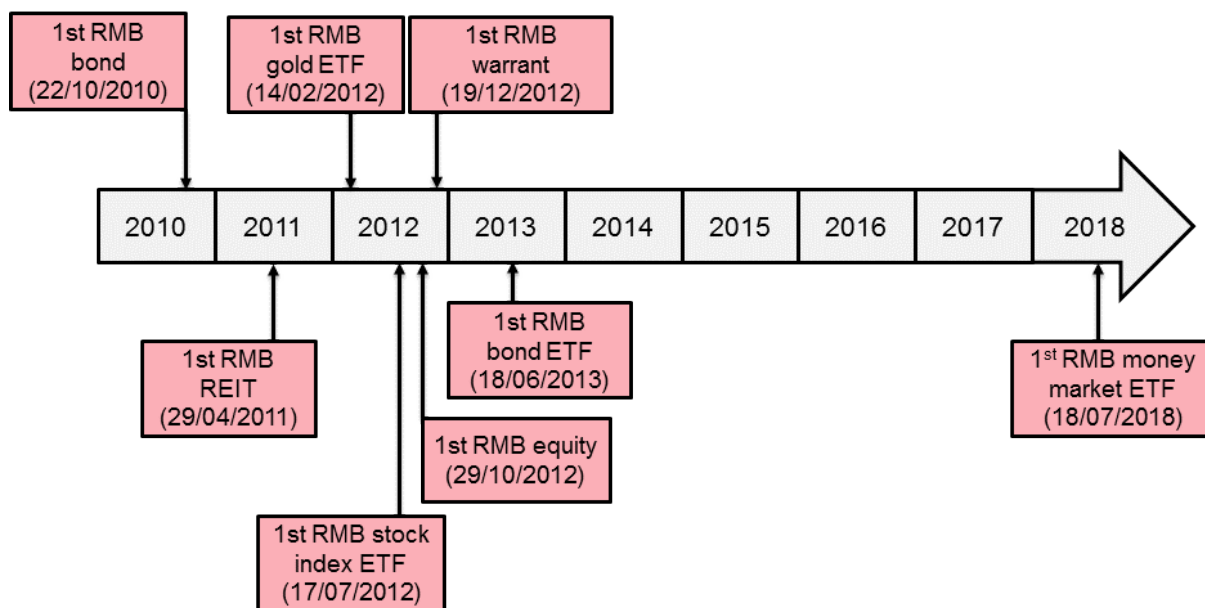 1st RMB
bond
(22/10/2010)
1st RMB
gold ETF
(14/02/2012)
1st RMB
warrant
(19/12/2012)
2010
2011
2012
2013
2014
2015
2016
2017
2018
1st RMB
REIT
(29/04/2011)
1st RMB
bond ETF
(18/06/2013)
1st RMB money
market ETF
(18/07/2018)
1st RMB equity
(29/10/2012)
1st RMB stock
index ETF
(17/07/2012)